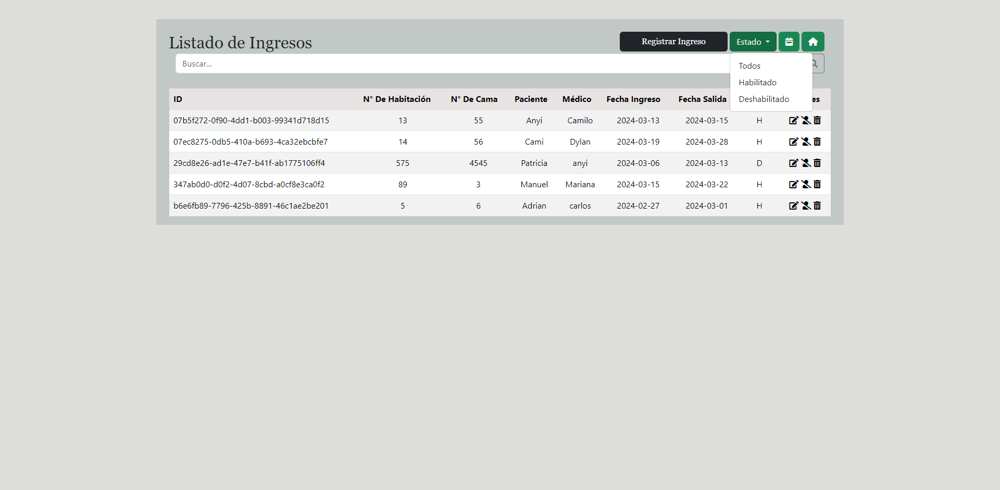 Listado de Ingresos
Registrar Ingreso
Estado
Buscar...
Todos
Habilitado
Deshabilitado
ID N° De Habitación N° De Cama Paciente Médico Fecha Ingreso Fecha Salida es
07b5f272-0f90-4dd1-b003-99341d718d15 13 55 Anyi Camilo 2024-03-13 2024-03-15 H
07ec8275-0db5-410a-b693-4ca32ebcbfe7 14 56 Cami Dylan 2024-03-19 2024-03-28 H
29cd8e26-ad1e-47e7-b41f-ab1775106ff4 575 4545 Patricia anyi 2024-03-06 2024-03-13 D
347ab0d0-d0f2-4d07-8cbd-a0cf8e3ca0f2 89 3 Manuel Mariana 2024-03-15 2024-03-22 H
b6e6fb89-7796-425b-8891-46c1ae2be201 5 6 Adrian carlos 2024-02-27 2024-03-01 H